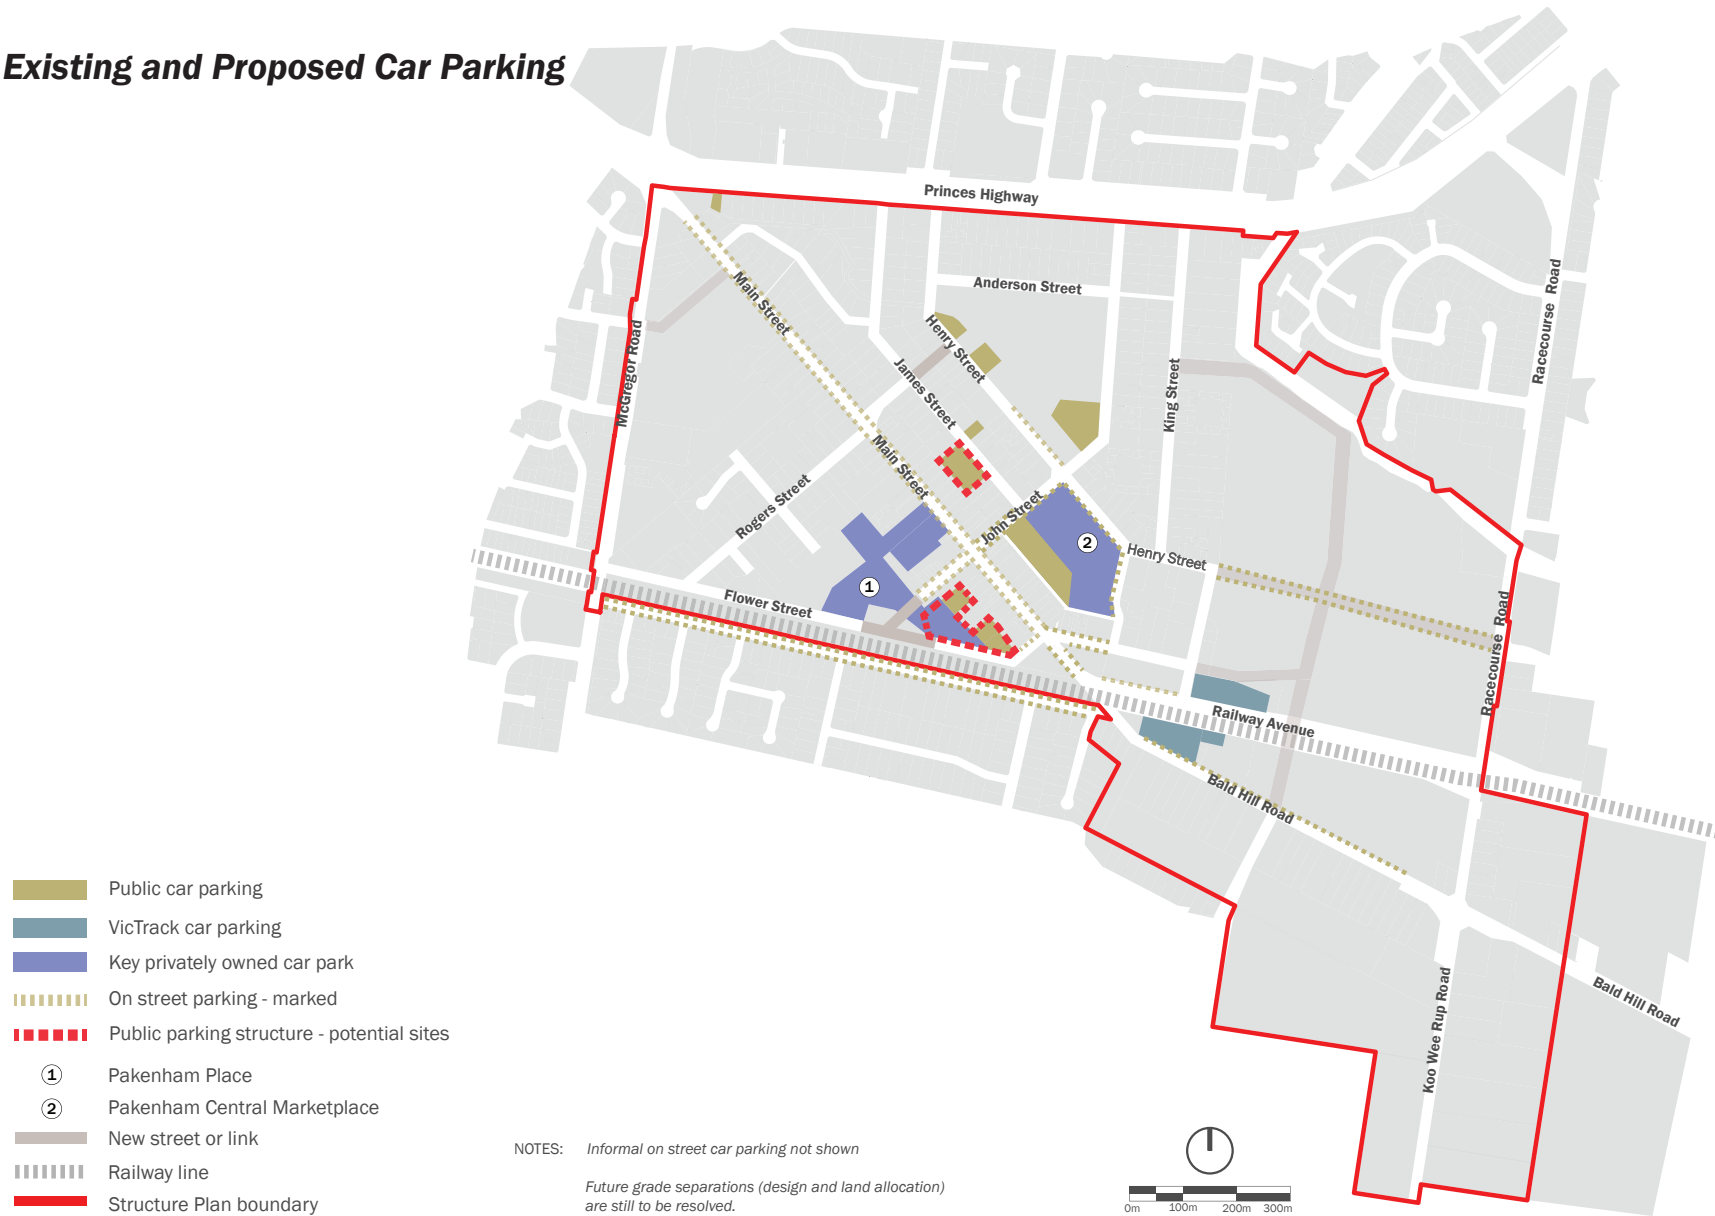 Existing and Proposed Car Parking
Princes Highway
Anderson Street
Main Street
Henry Street
James Street
McGregor Road
King Street
Racecourse Road
Main Street
Rogers Street
John Street
2
Henry Street
1
Flower Street
Racecourse Road
Railway Avenue
Bald Hill Road
Bald Hill Road
Koo Wee Rup Road
Public car parking
VicTrack car parking
Key privately owned car park
On street parking - marked
Public parking structure - potential sites
1 Pakenham Place
2 Pakenham Central Marketplace
New street or link
Railway line
Structure Plan boundary
NOTES: Informal on street car parking not shown
Future grade separations (design and land allocation)
are still to be resolved.
0m 100m 200m 300m